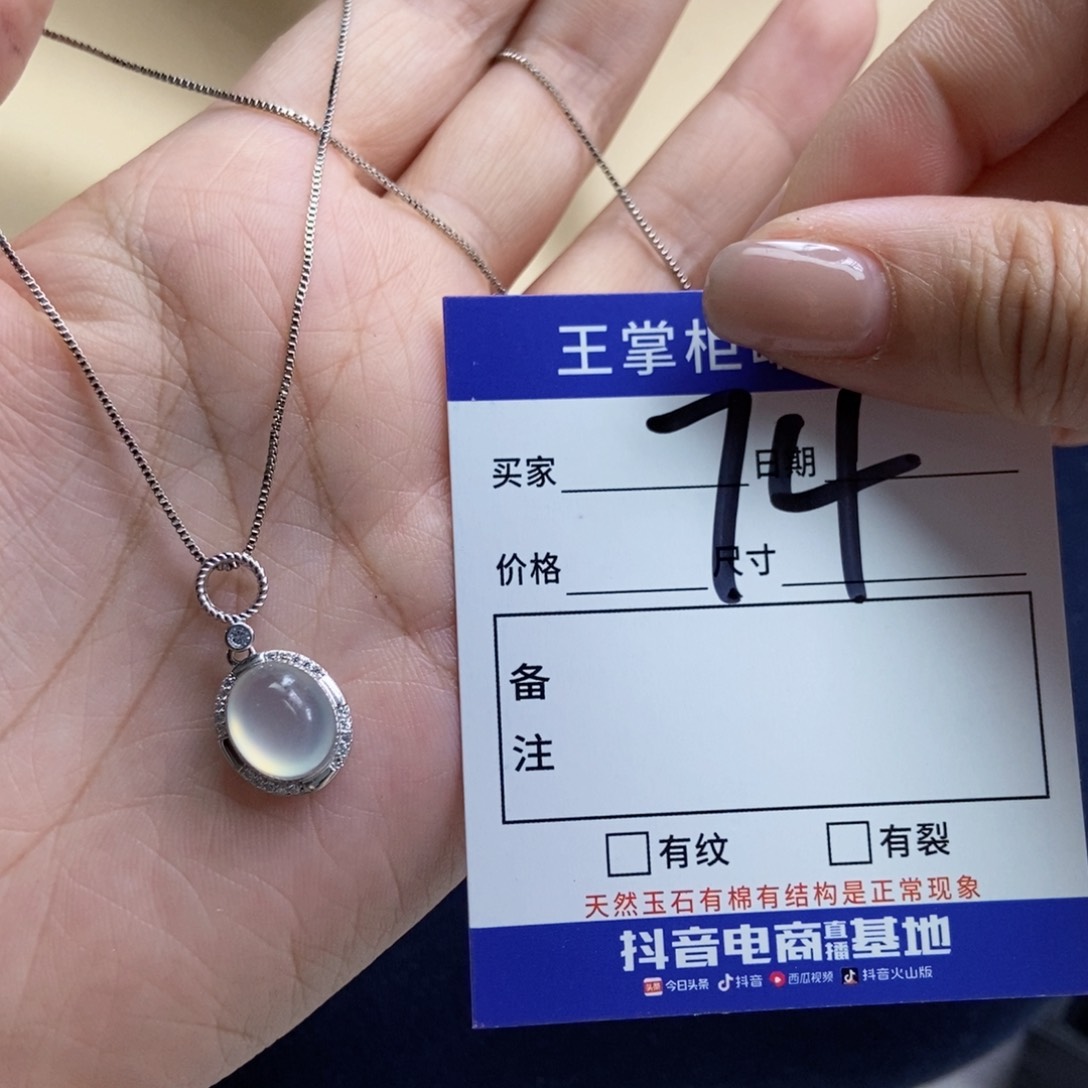 王掌柜
74
买家 日期
价格 尺寸
备
注
有纹 有裂
天然玉石有棉有结构是正常现象
抖音电商直播基地
头条 今日头条 抖音 西瓜视频 抖音火山版